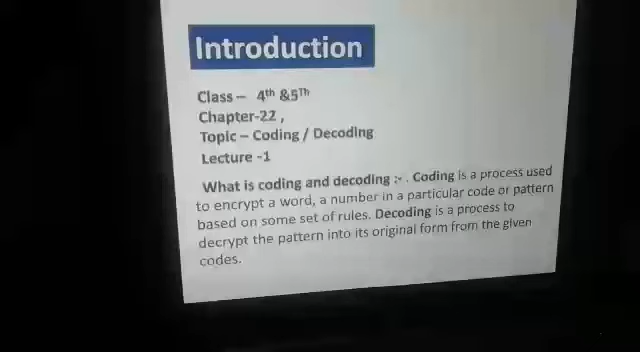 Introduction
Class – 4th &5Th
Chapter-22 ,
Topic – Coding / Decoding
Lecture -1
What is coding and decoding :- . Coding is a process used
to encrypt a word, a number in a particular code or pattern
based on some set of rules. Decoding is a process to
decrypt the pattern into its original form from the given
codes.